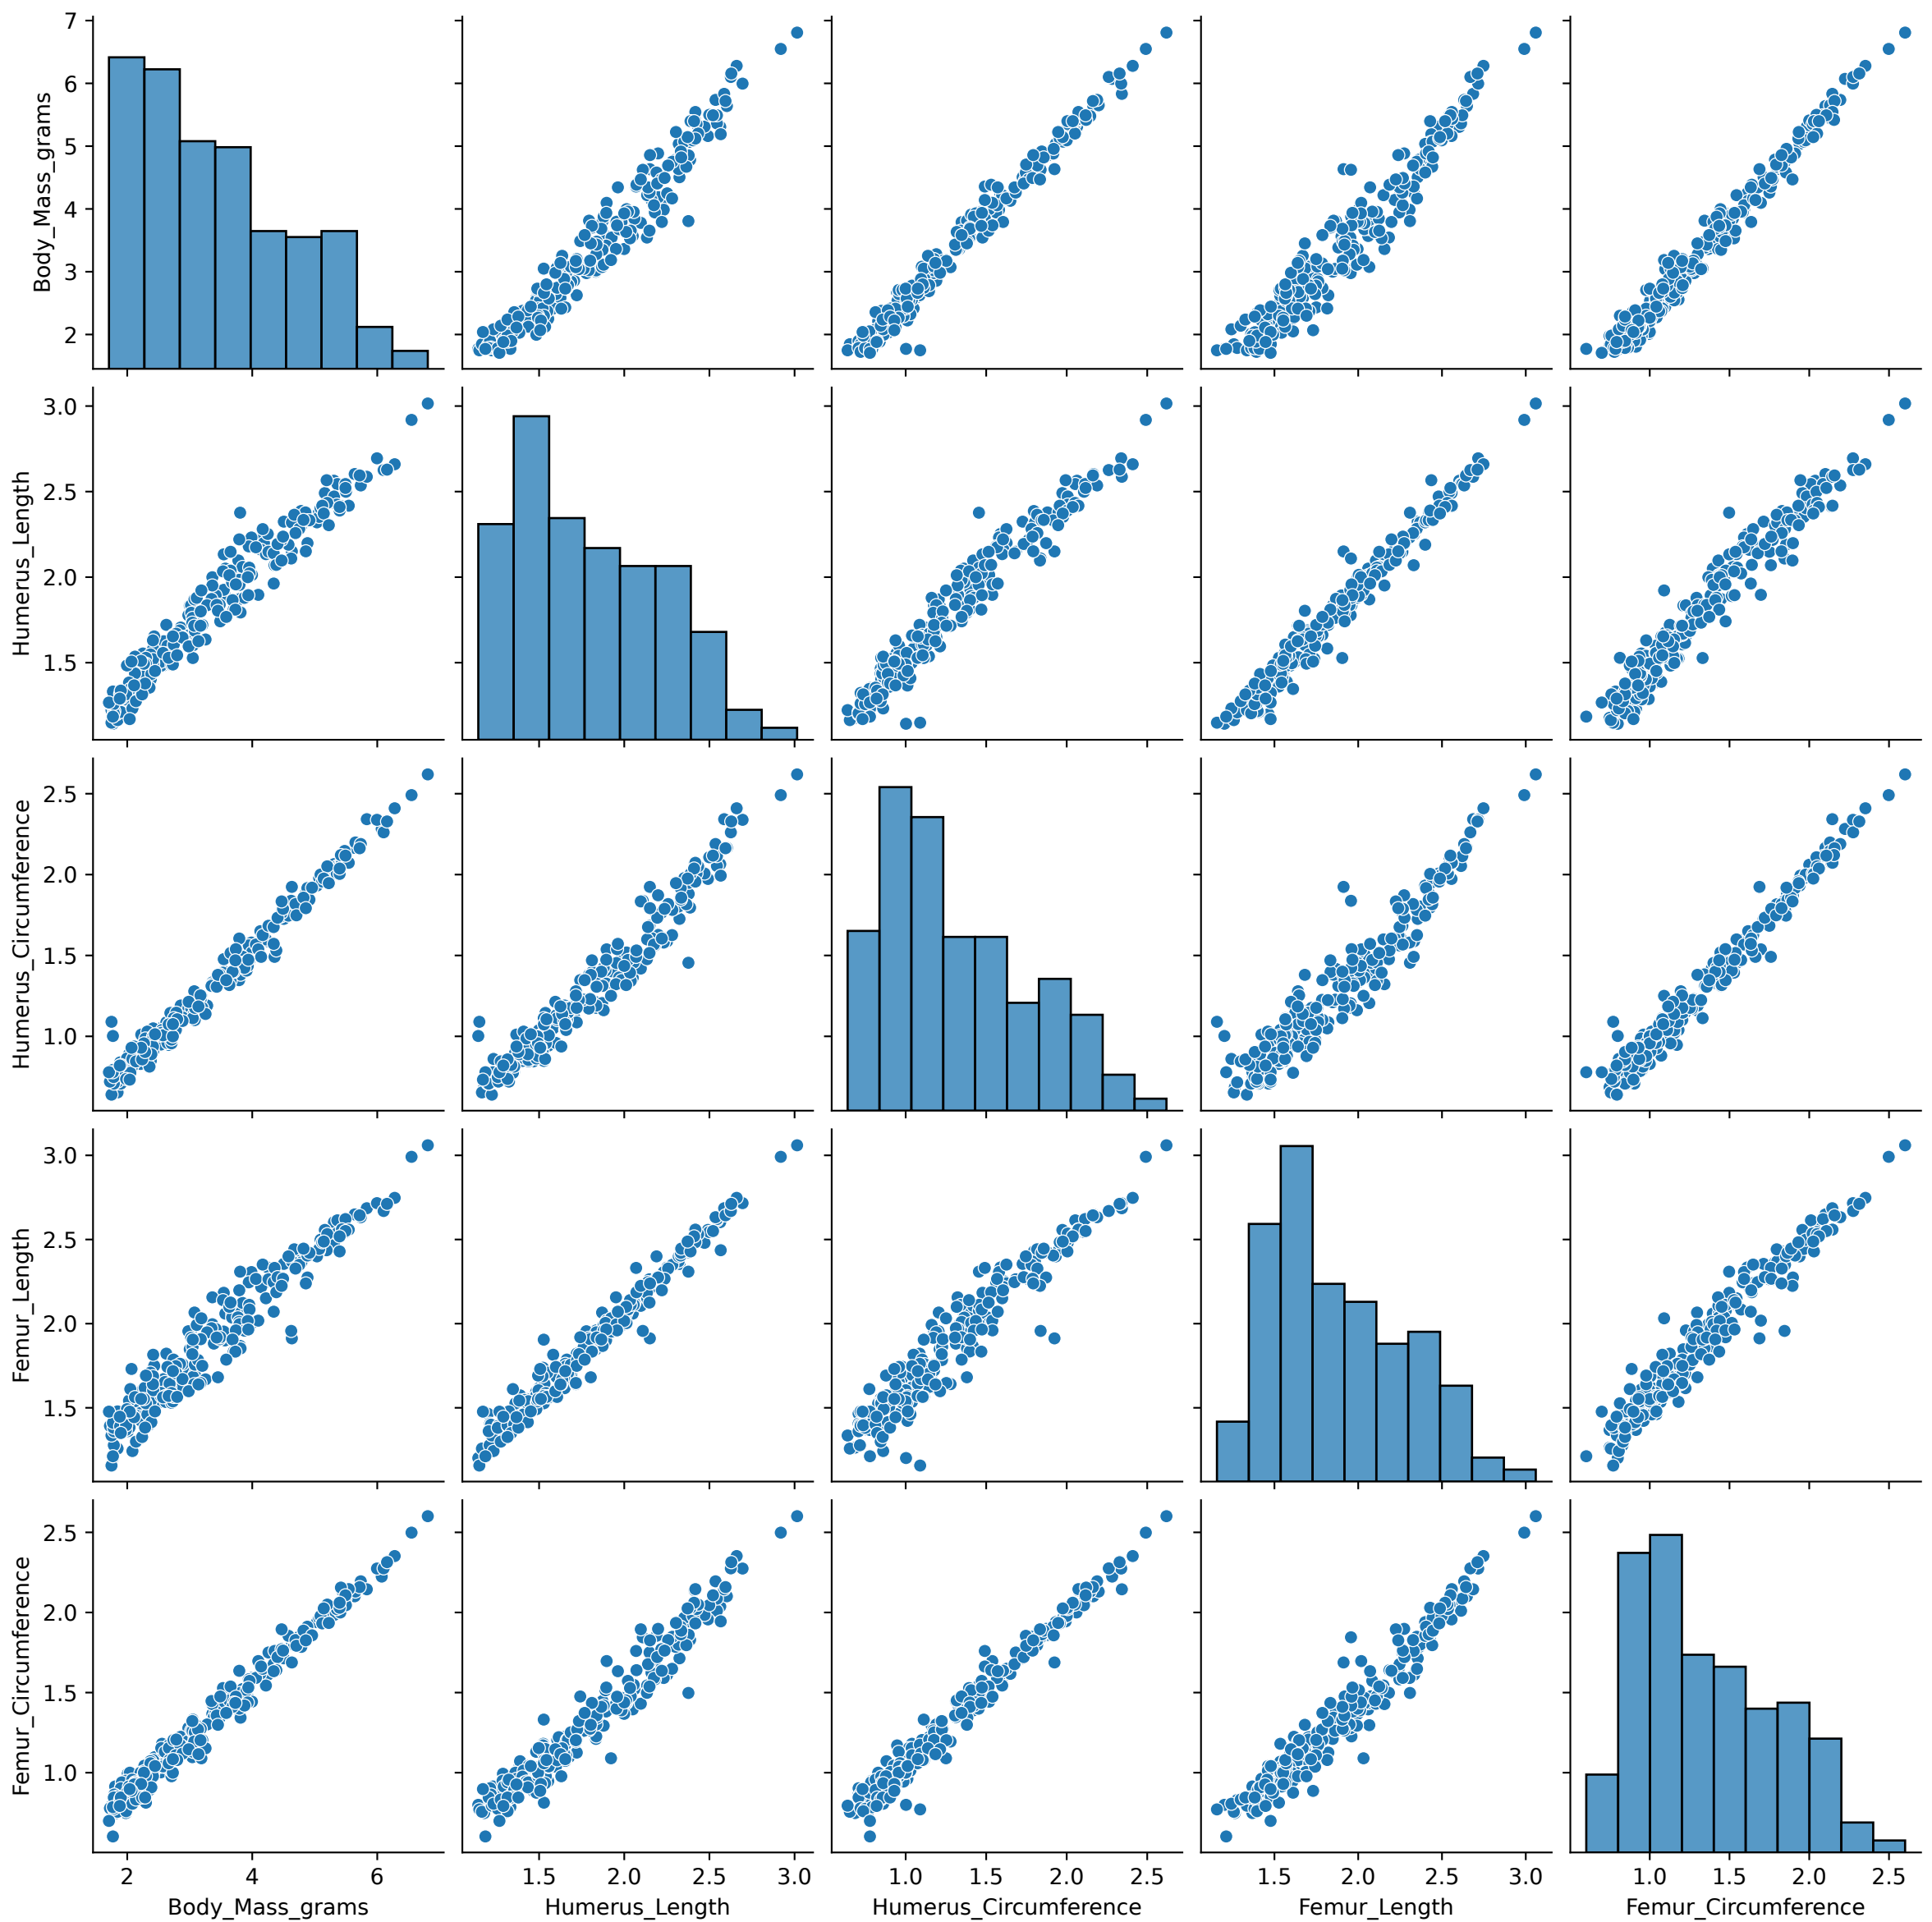 7
6
5
4
3
2
Body_Mass_grams
3.0
2.5
2.0
1.5
Humerus_Length
2.5
2.0
1.5
1.0
Humerus_Circumference
3.0
2.5
2.0
1.5
Femur_Length
2.5
2.0
1.5
1.0
Femur_Circumference
2 4 6
1.5 2.0 2.5 3.0
1.0 1.5 2.0 2.5
1.5 2.0 2.5 3.0
1.0 1.5 2.0 2.5
Body_Mass_grams
Humerus_Length
Humerus_Circumference
Femur_Length
Femur_Circumference